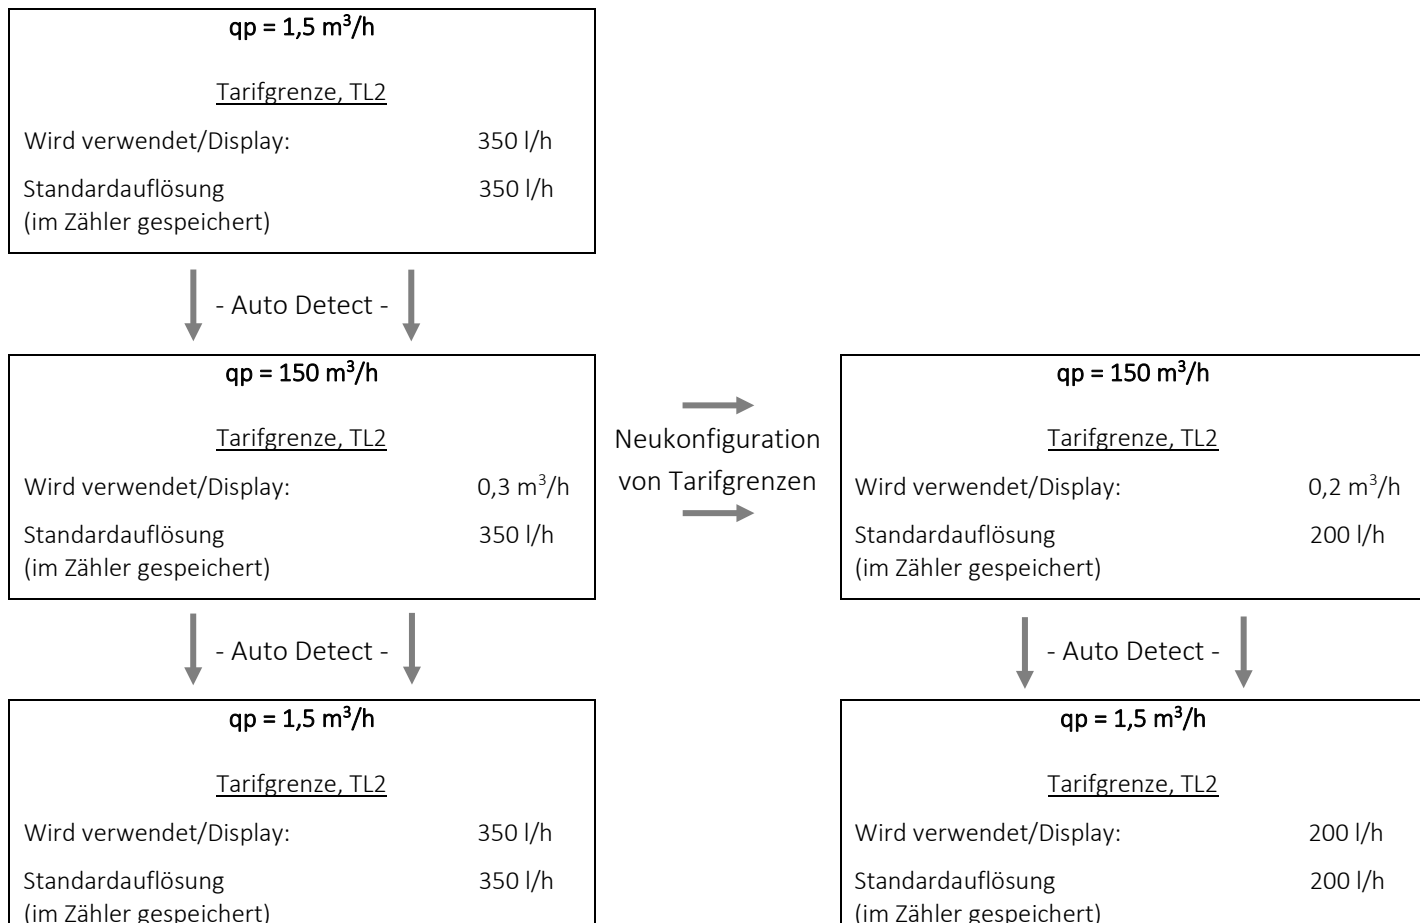 qp = 1,5 m³/h
Tarifgrenze, TL2
Wird verwendet/Display: 350 l/h
Standardauflösung 350 l/h
(im Zähler gespeichert)
- Auto Detect -
qp = 150 m³/h
Tarifgrenze, TL2
Wird verwendet/Display: 0,3 m³/h
Standardauflösung 350 l/h
(im Zähler gespeichert)
Neukonfiguration
von Tarifgrenzen
qp = 150 m³/h
Tarifgrenze, TL2
Wird verwendet/Display: 0,2 m³/h
Standardauflösung 200 l/h
(im Zähler gespeichert)
- Auto Detect -
- Auto Detect -
qp = 1,5 m³/h
Tarifgrenze, TL2
Wird verwendet/Display: 350 l/h
Standardauflösung 350 l/h
(im Zähler gespeichert)
qp = 1,5 m³/h
Tarifgrenze, TL2
Wird verwendet/Display: 200 l/h
Standardauflösung 200 l/h
(im Zähler gespeichert)